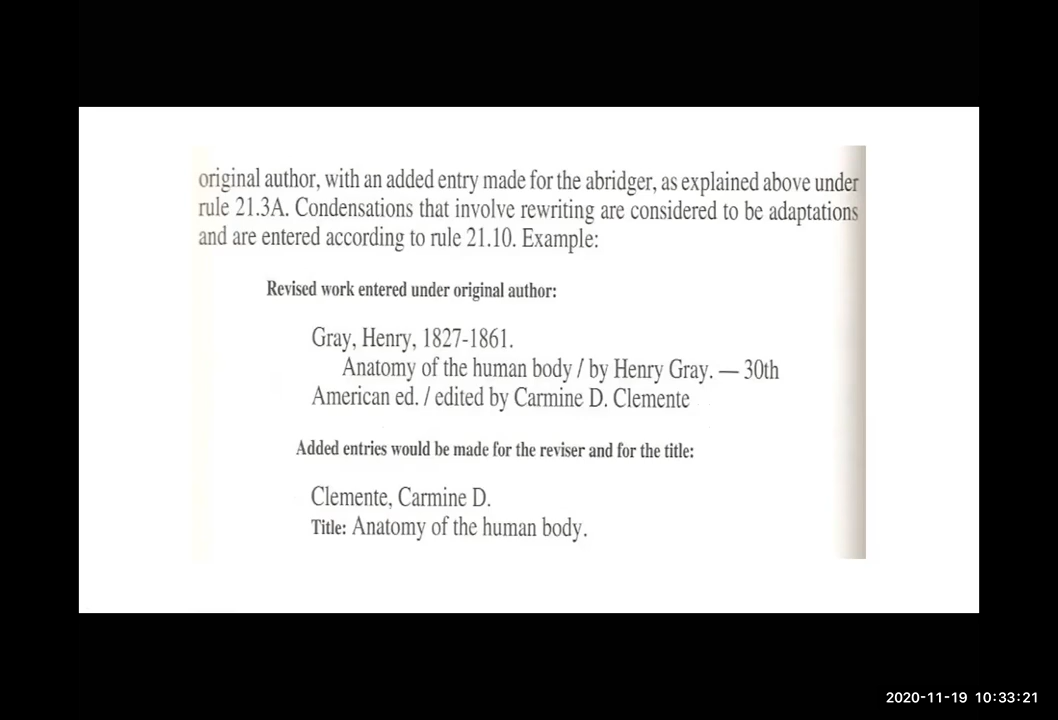 original author, with an added entry made for the abridger, as explained above under
rule 21.3A. Condensations that involve rewriting are considered to be adaptations
and are entered according to rule 21.10. Example:
Revised work entered under original author:
Gray, Henry, 1827-1861.
Anatomy of the human body / by Henry Gray. — 30th
American ed. / edited by Carmine D. Clemente
Added entries would be made for the reviser and for the title:
Clemente, Carmine D.
Title: Anatomy of the human body.
2020-11-19 10:33:21